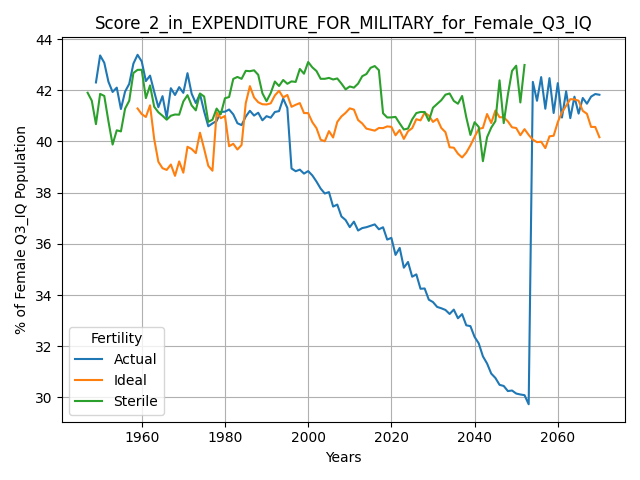 Score_2_in_EXPENDITURE_FOR_MILITARY_for_Female_Q3_IQ
% of Female Q3_IQ Population
44
42
40
38
36
34
32
30
Fertility
Actual
Ideal
Sterile
1960
1980
2000
2020
2040
2060
Years